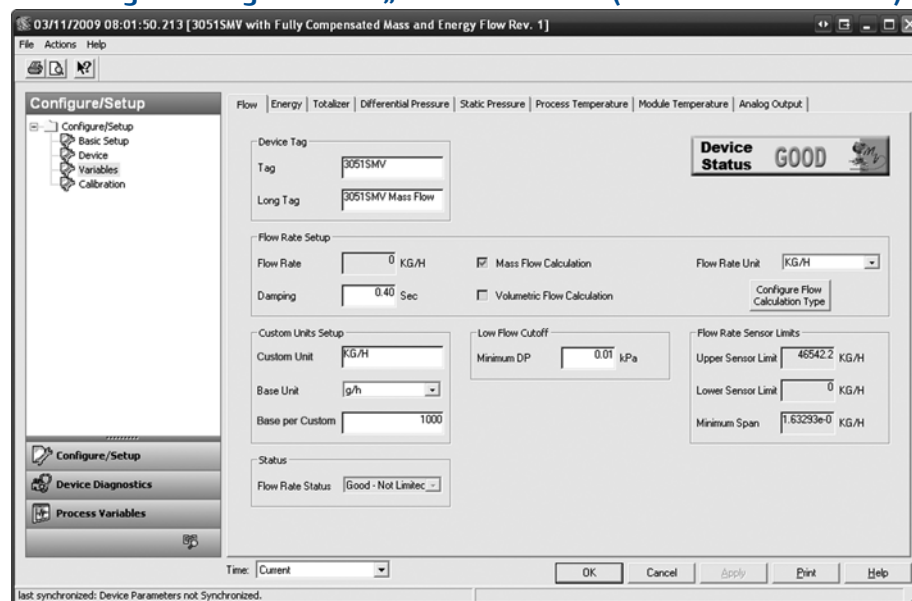 03/11/2009 08:01:50.213 [3051SMV with Fully Compensated Mass and Energy Flow Rev. 1]
File Actions Help
Configure/Setup
Configure/Setup
Basic Setup
Device
Variables
Calibration
Configure/Setup
Device Diagnostics
Process Variables
Flow Energy Totalizer Differential Pressure Static Pressure Process Temperature Module Temperature Analog Output
Device Tag
Tag 3051SMV
Long Tag 3051SMV Mass Flow
Device Status GOOD
Flow Rate Setup
Flow Rate 0 KG/H
Mass Flow Calculation
Flow Rate Unit KG/H
Damping 0.40 Sec
Volumetric Flow Calculation
Configure Flow Calculation Type
Custom Units Setup
Custom Unit KG/H
Base Unit g/h
Base per Custom 1000
Low Flow Cutoff
Minimum DP 0.01 kPa
Flow Rate Sensor Limits
Upper Sensor Limit 46542.2 KG/H
Lower Sensor Limit 0 KG/H
Minimum Span 1.63293e-0 KG/H
Status
Flow Rate Status Good - Not Limitec
Time: Current
OK Cancel Apply Print Help
last synchronized: Device Parameters not Synchronized.